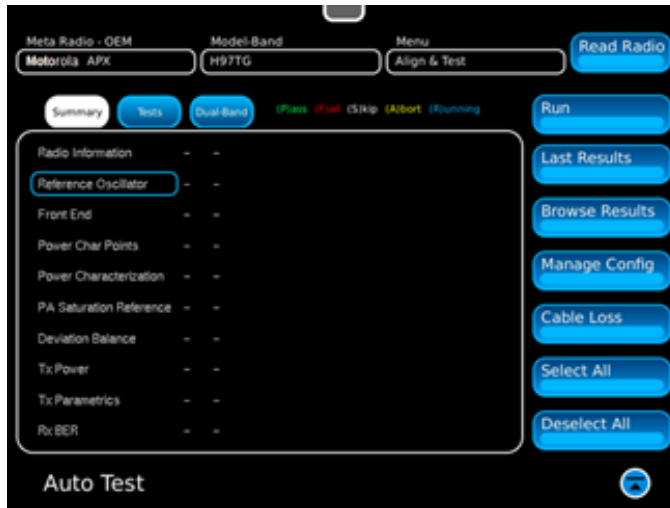 Meta Radio - OEM
Model-Band
Menu
Read Radio
Motorola APX
H97TG
Align & Test
Summary
Tests
Dual-Band
(P)ass (F)ail (S)kip (A)bort (R)unning
Run
Radio Information - -
Last Results
Reference Oscillator - -
Front End - -
Browse Results
Power Char Points - -
Power Characterization - -
Manage Config
PA Saturation Reference - -
Cable Loss
Deviation Balance - -
Tx Power - -
Select All
Tx Parametrics - -
Rx BER - -
Deselect All
Auto Test